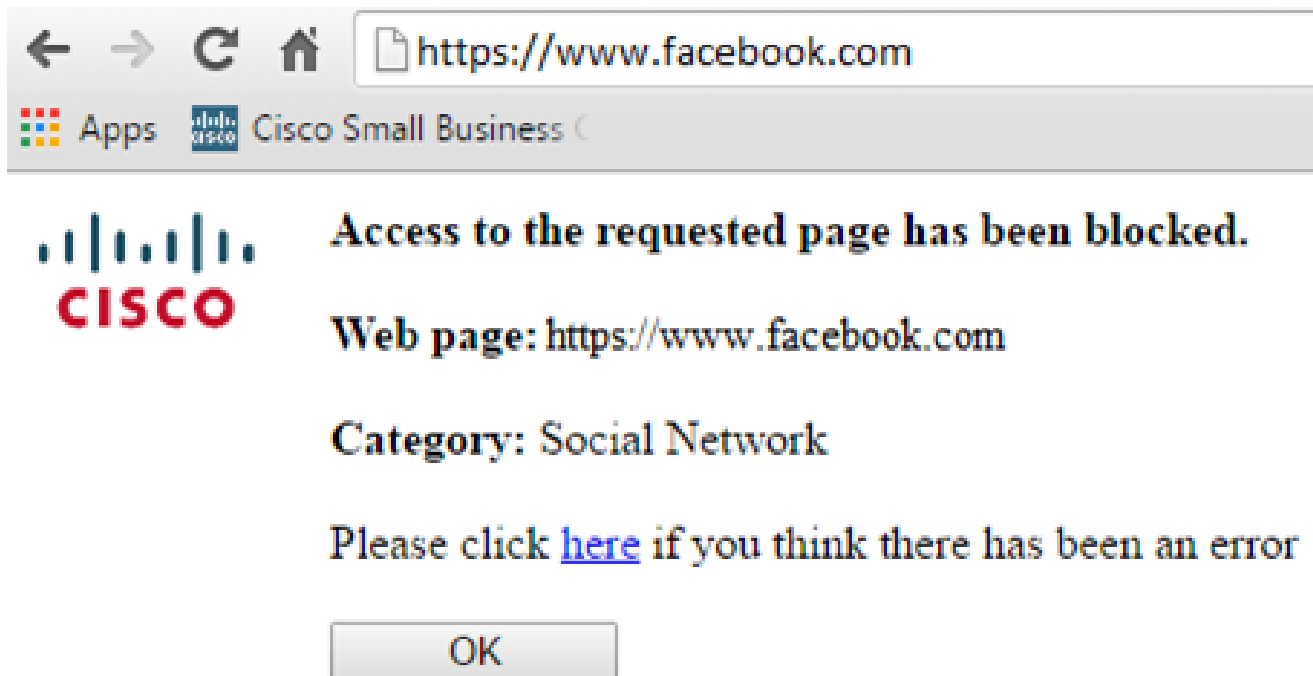 https://www.facebook.com
Apps CISCO Cisco Small Business
CISCO
Access to the requested page has been blocked.
Web page: https://www.facebook.com
Category: Social Network
Please click here if you think there has been an error
OK